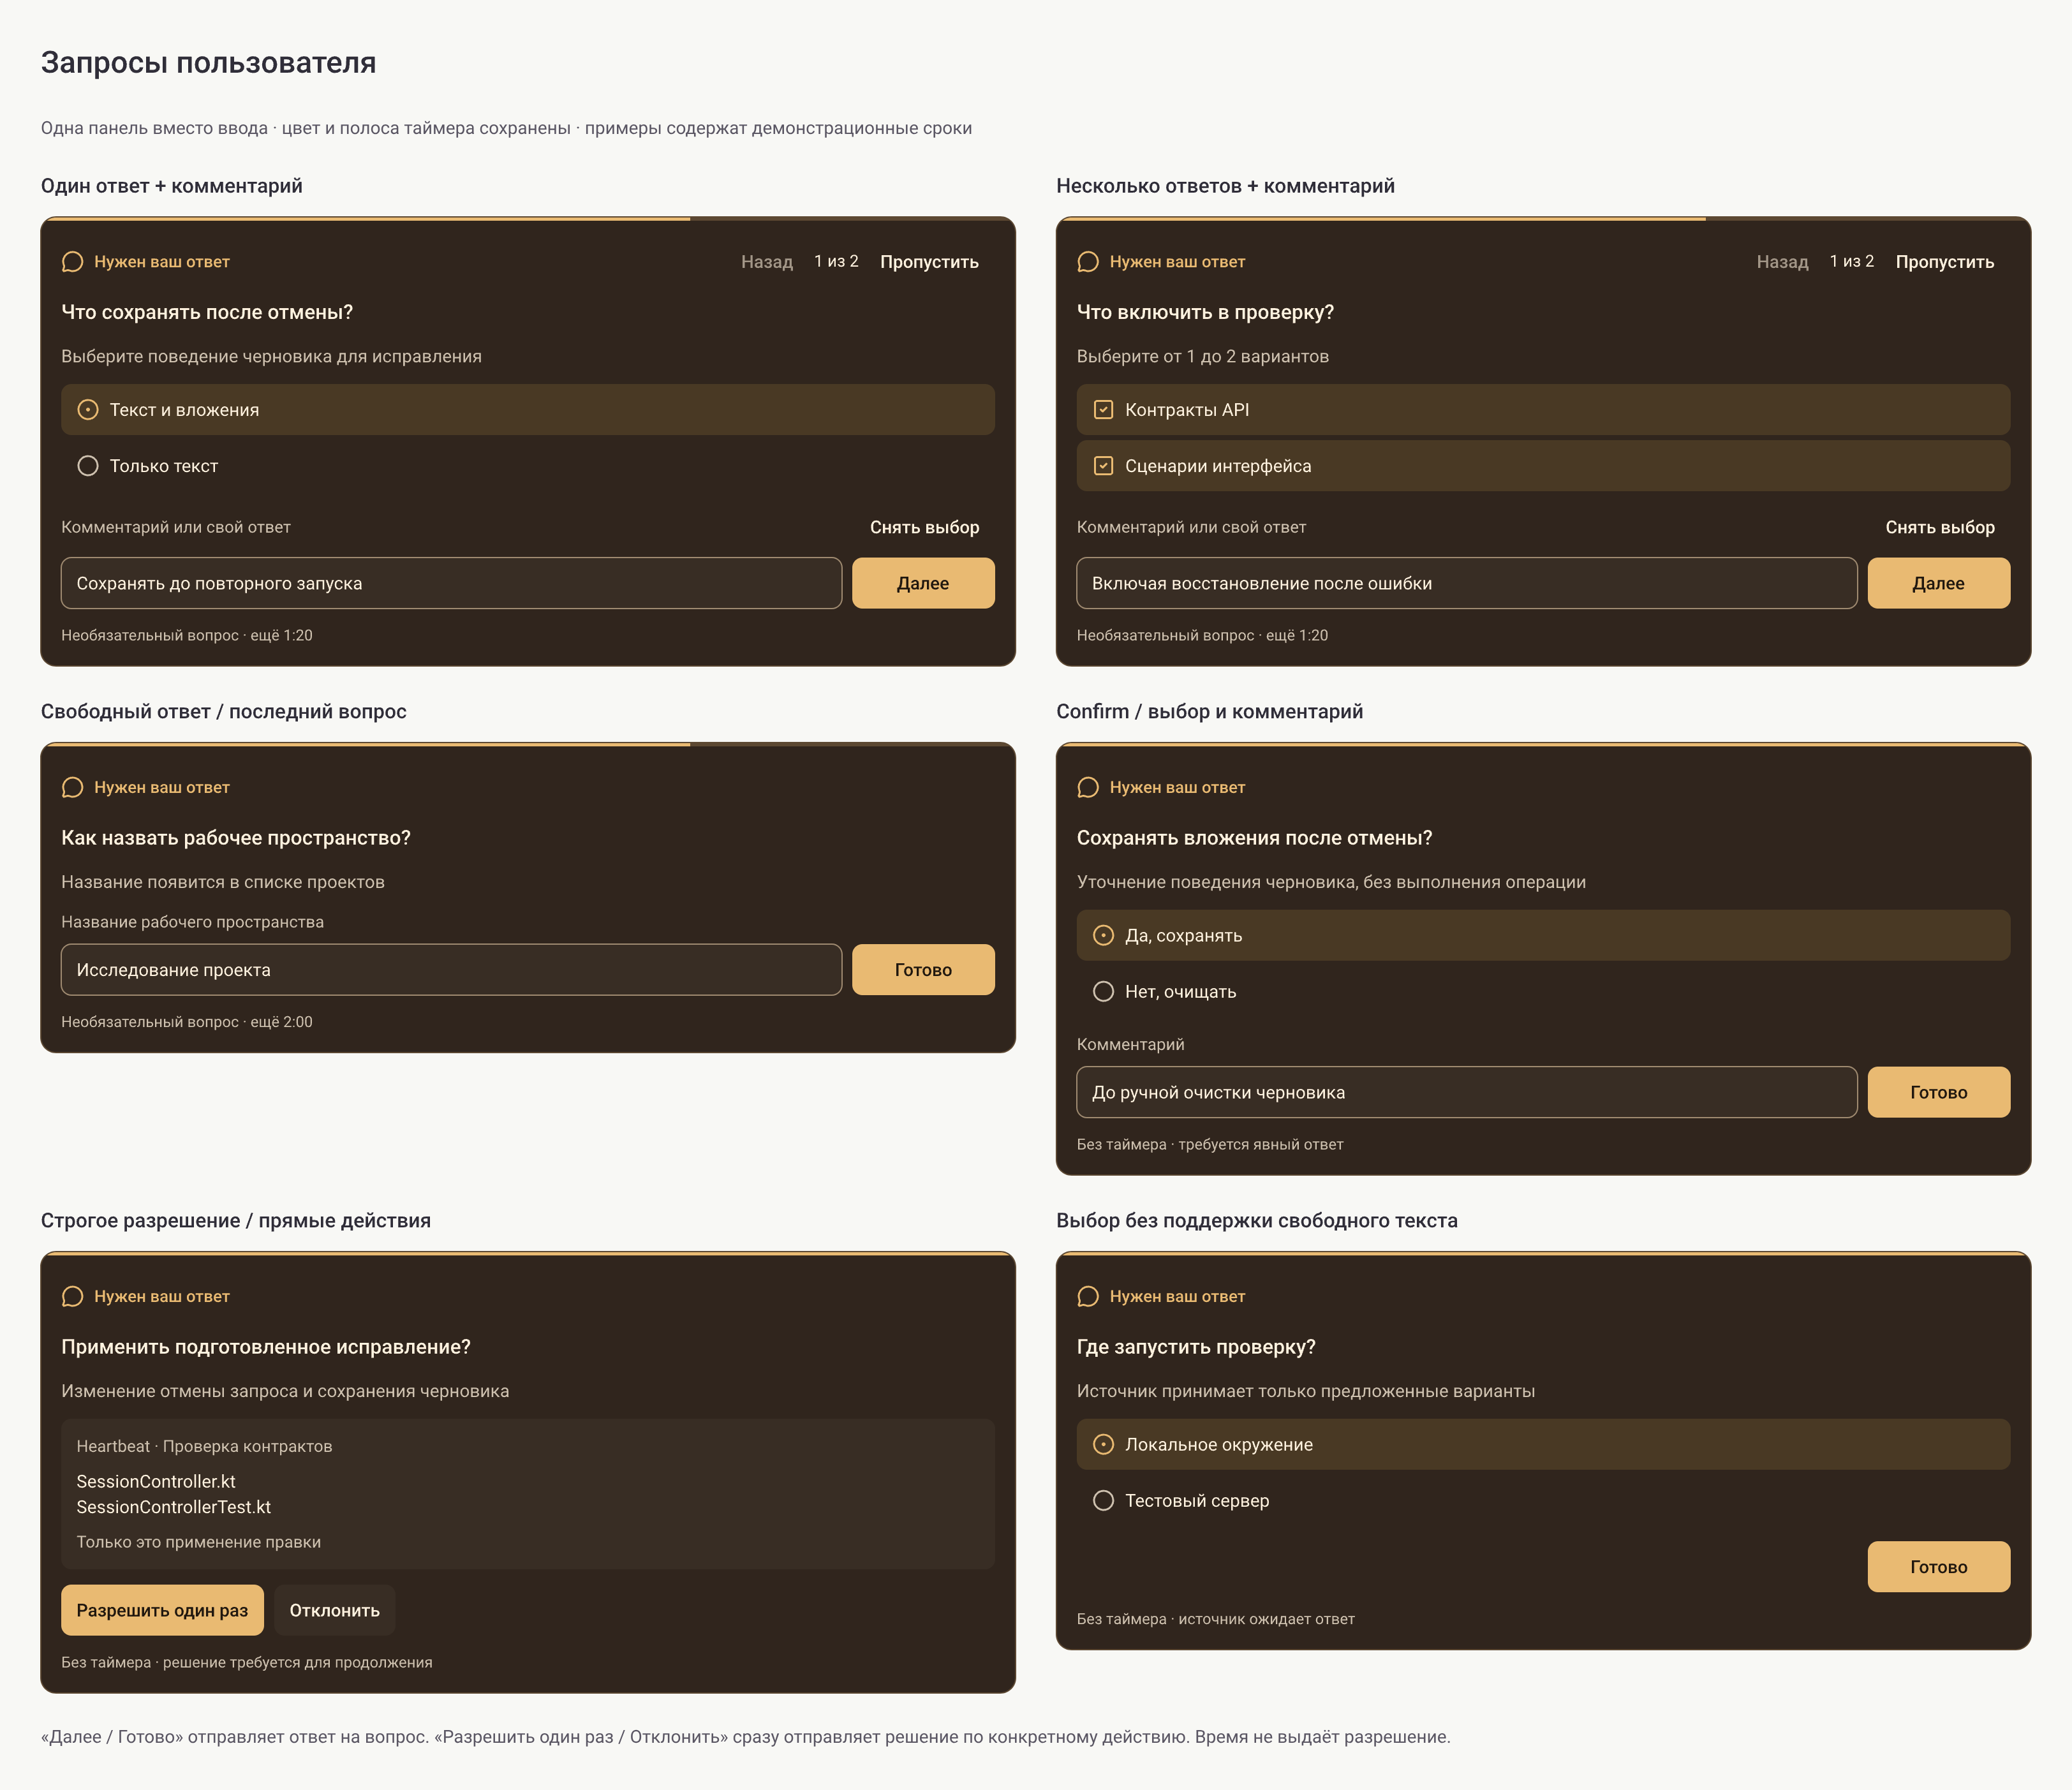 Запросы пользователя
Одна панель вместо ввода · цвет и полоса таймера сохранены · примеры содержат демонстрационные сроки
Один ответ + комментарий
Нужен ваш ответ
Назад 1 из 2 Пропустить
Что сохранять после отмены?
Выберите поведение черновика для исправления
Текст и вложения
Только текст
Комментарий или свой ответ
Снять выбор
Сохранять до повторного запуска
Далее
Необязательный вопрос · ещё 1:20
Несколько ответов + комментарий
Нужен ваш ответ
Назад 1 из 2 Пропустить
Что включить в проверку?
Выберите от 1 до 2 вариантов
Контракты API
Сценарии интерфейса
Комментарий или свой ответ
Снять выбор
Включая восстановление после ошибки
Далее
Необязательный вопрос · ещё 1:20
Свободный ответ / последний вопрос
Нужен ваш ответ
Как назвать рабочее пространство?
Название появится в списке проектов
Название рабочего пространства
Исследование проекта
Готово
Необязательный вопрос · ещё 2:00
Confirm / выбор и комментарий
Нужен ваш ответ
Сохранять вложения после отмены?
Уточнение поведения черновика, без выполнения операции
Да, сохранять
Нет, очищать
Комментарий
До ручной очистки черновика
Готово
Без таймера · требуется явный ответ
Строгое разрешение / прямые действия
Нужен ваш ответ
Применить подготовленное исправление?
Изменение отмены запроса и сохранения черновика
Heartbeat · Проверка контрактов
SessionController.kt
SessionControllerTest.kt
Только это применение правки
Разрешить один раз
Отклонить
Без таймера · решение требуется для продолжения
Выбор без поддержки свободного текста
Нужен ваш ответ
Где запустить проверку?
Источник принимает только предложенные варианты
Локальное окружение
Тестовый сервер
Готово
Без таймера · источник ожидает ответ
«Далее / Готово» отправляет ответ на вопрос. «Разрешить один раз / Отклонить» сразу отправляет решение по конкретному действию. Время не выдаёт разрешение.